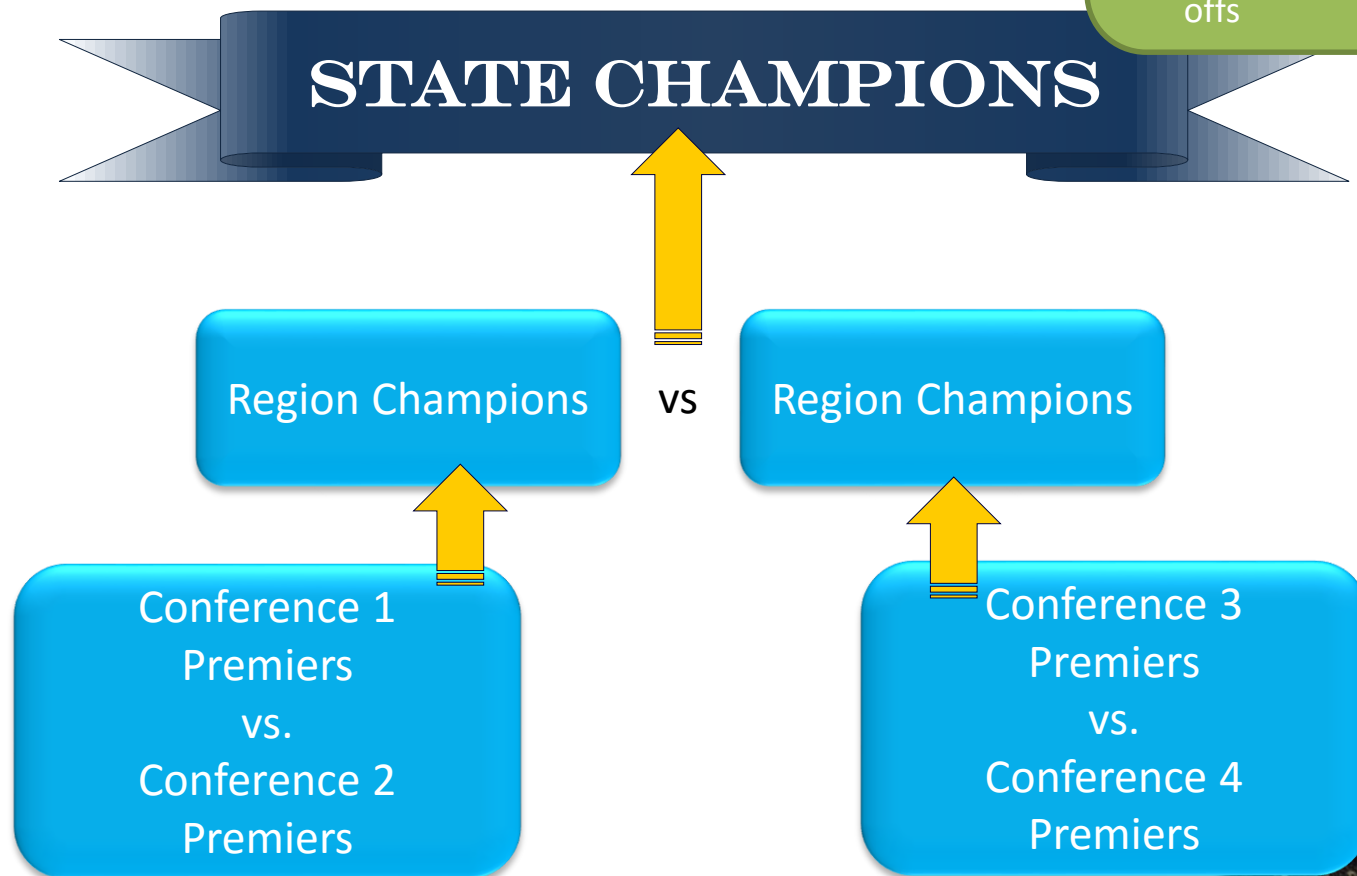 offs
STATE CHAMPIONS
Region Champions
vs
Region Champions
Conference 1
Premiers
vs.
Conference 2
Premiers
Conference 3
Premiers
vs.
Conference 4
Premiers